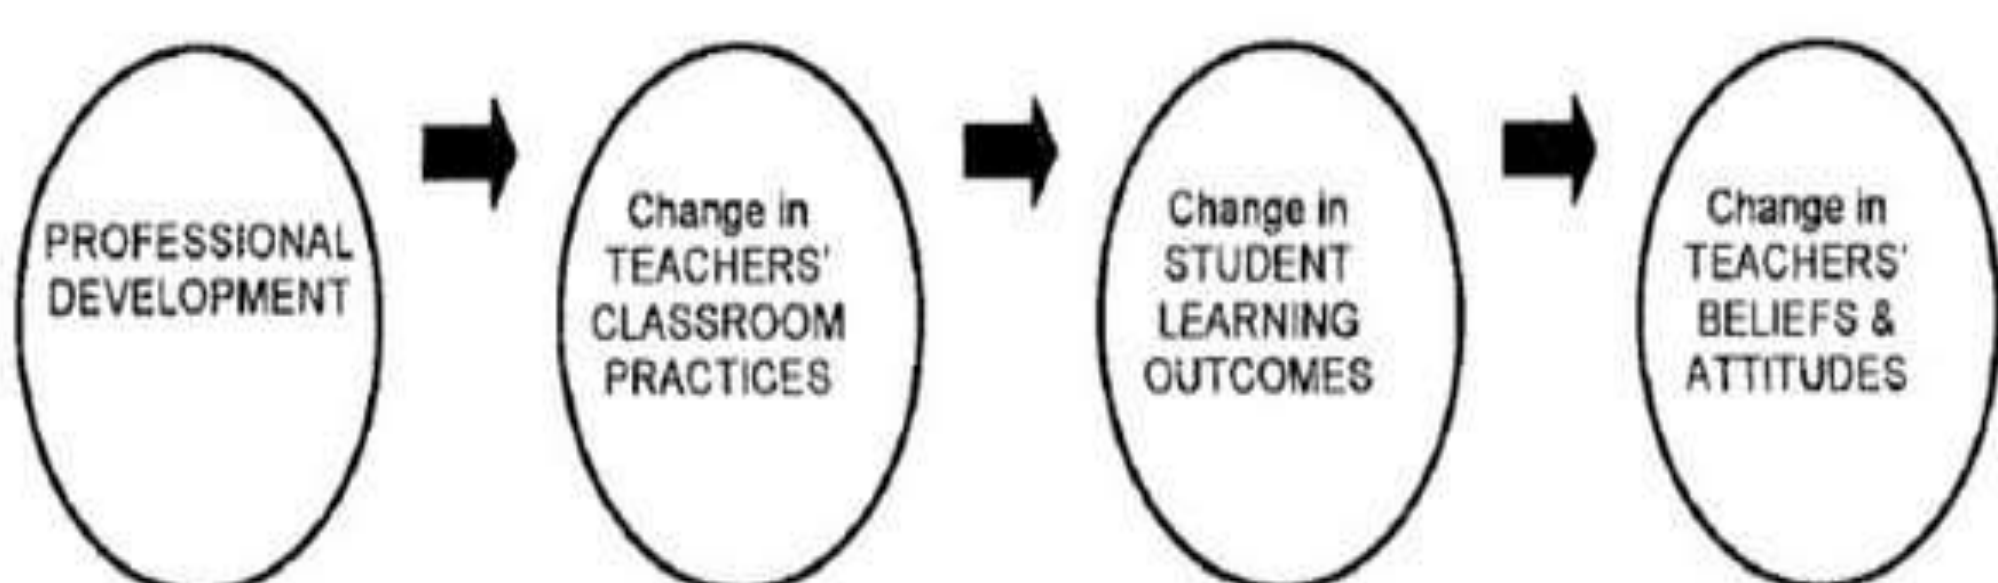 PROFESSIONAL
DEVELOPMENT
Change in
TEACHERS'
CLASSROOM
PRACTICES
Change in
STUDENT
LEARNING
OUTCOMES
Change in
TEACHERS'
BELIEFS &
ATTITUDES